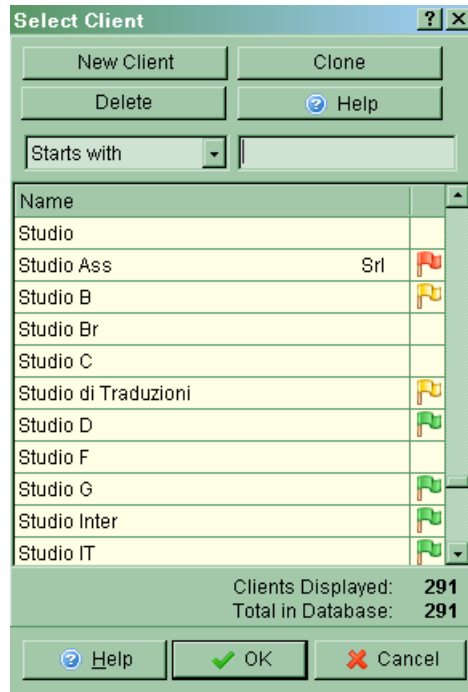 Select Client ? X
New Client Clone
Delete ? Help
Starts with
Name
Studio
Studio Ass Srl
Studio B
Studio Br
Studio C
Studio di Traduzioni
Studio D
Studio F
Studio G
Studio Inter
Studio IT
Clients Displayed: 291
Total in Database: 291
? Help OK Cancel